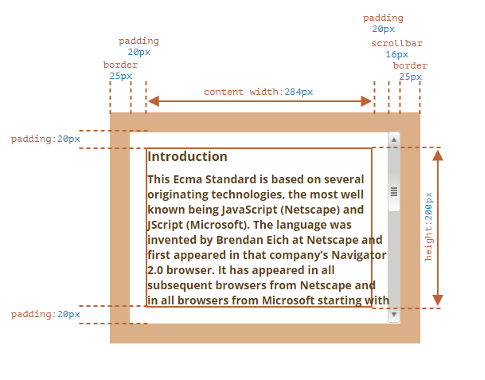 padding
20px
scrollbar
16px
border
25px
padding
20px
border
25px
content width:284px
padding:20px
Introduction
This Ecma Standard is based on several
originating technologies, the most well
known being JavaScript (Netscape) and
JScript (Microsoft). The language was
invented by Brendan Eich at Netscape and
first appeared in that company's Navigator
2.0 browser. It has appeared in all
subsequent browsers from Netscape and
in all browsers from Microsoft starting with
height:200px
padding:20px